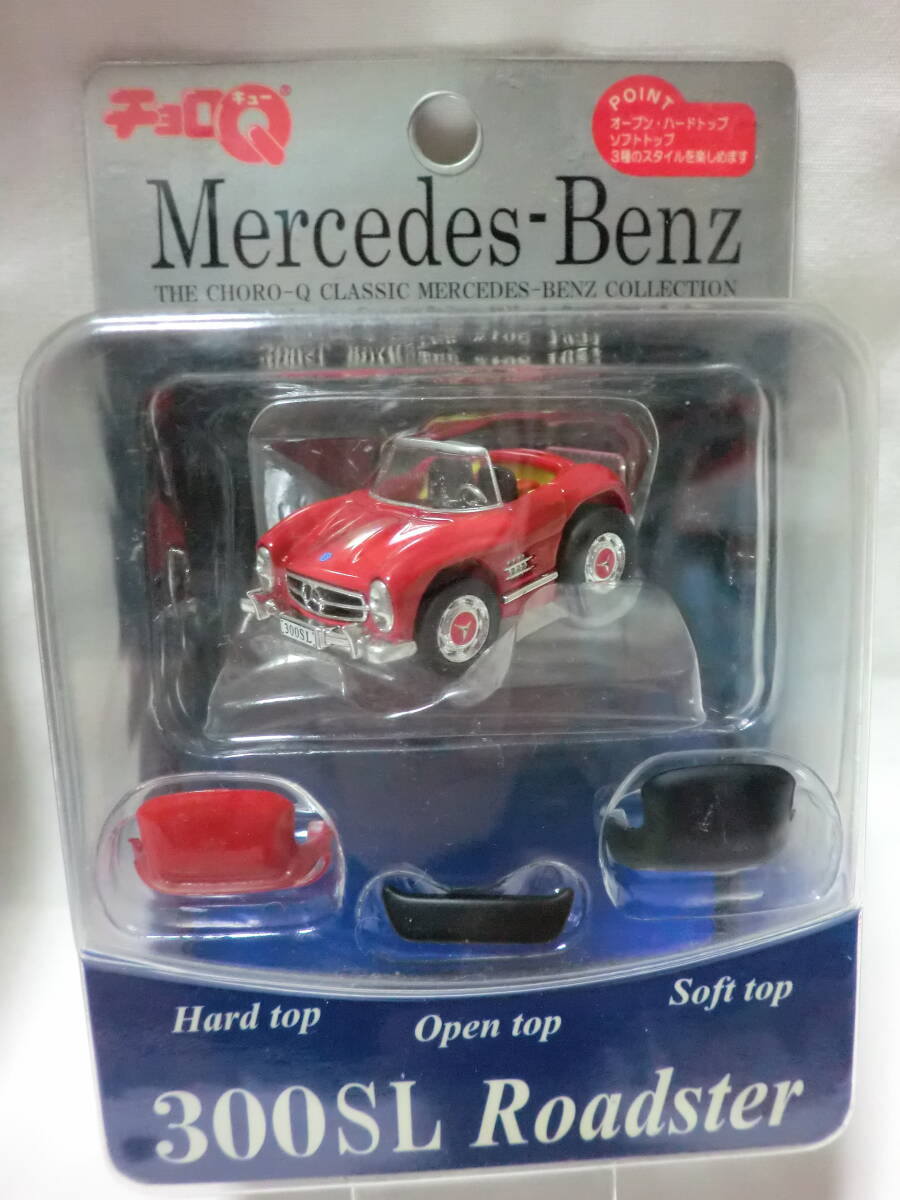 チョロQ
キュー
POINT
オープン・ハードトップ
ソフトトップ
3種のスタイルを楽しめます
Mercedes-Benz
THE CHORO-Q CLASSIC MERCEDES-BENZ COLLECTION
300SL
Hard top
Open top
Soft top
300SL Roadster